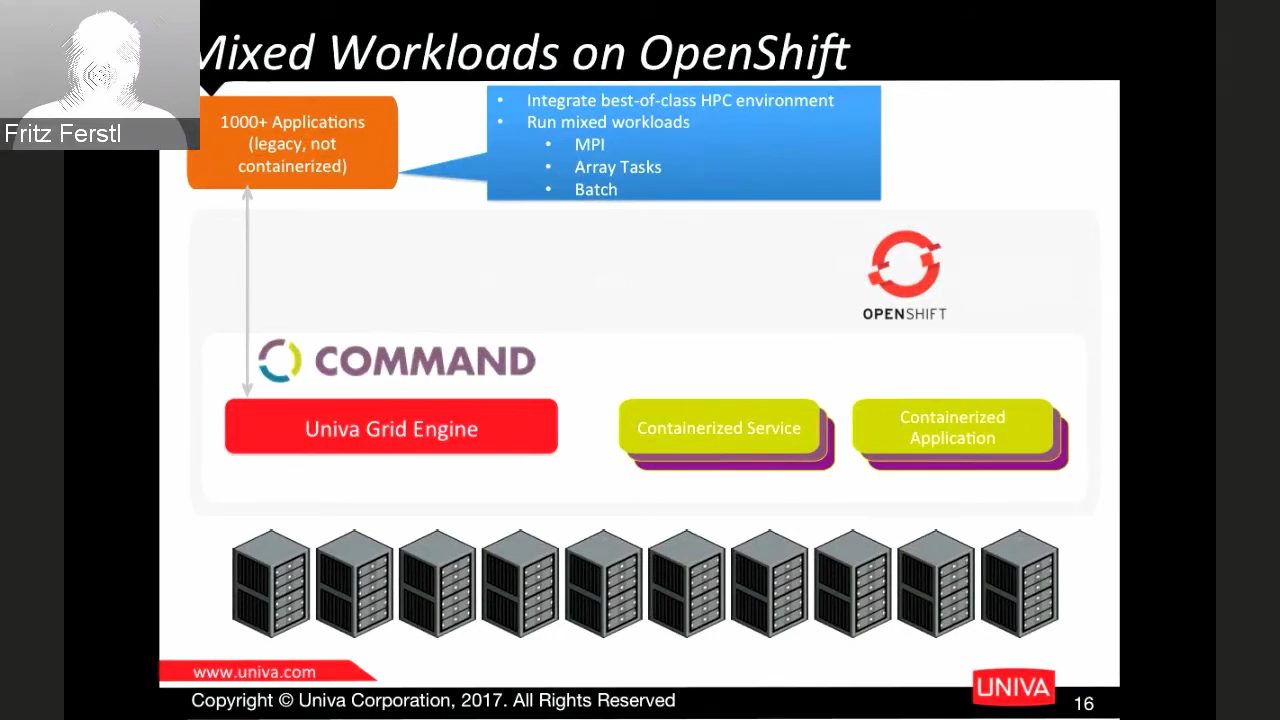 Mixed Workloads on OpenShift
Fritz Ferstl
1000+ Applications
(legacy, not
containerized)
• Integrate best-of-class HPC environment
• Run mixed workloads
• MPI
• Array Tasks
• Batch
OPENSHIFT
COMMAND
Univa Grid Engine
Containerized Service
Containerized
Application
www.univa.com
Copyright © Univa Corporation, 2017. All Rights Reserved
UNIVA
16